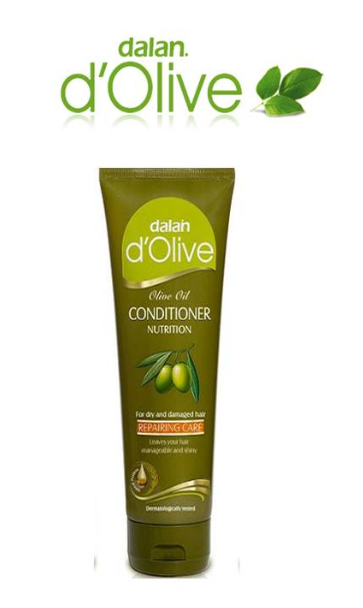 dalan.
d'Olive
dalan
d'Olive
Olive Oil
CONDITIONER
NUTRITION
For dry and damaged hair
REPAIRING CARE
Leaves your hair
manageable and shiny
Dermatologically tested